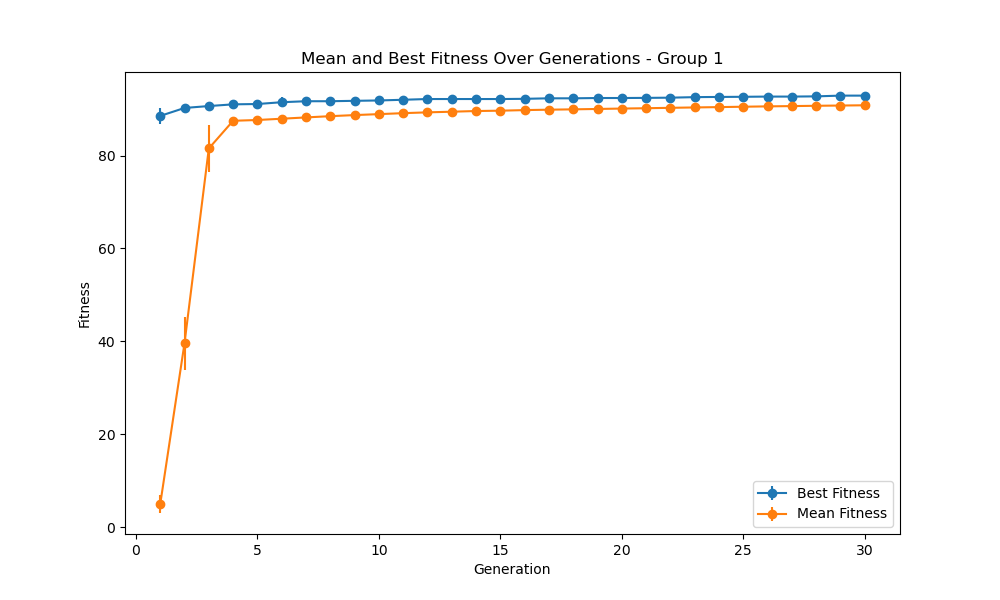 Mean and Best Fitness Over Generations - Group 1
Fitness
80
60
40
20
0
0 5 10 15 20 25 30
Generation
Best Fitness
Mean Fitness